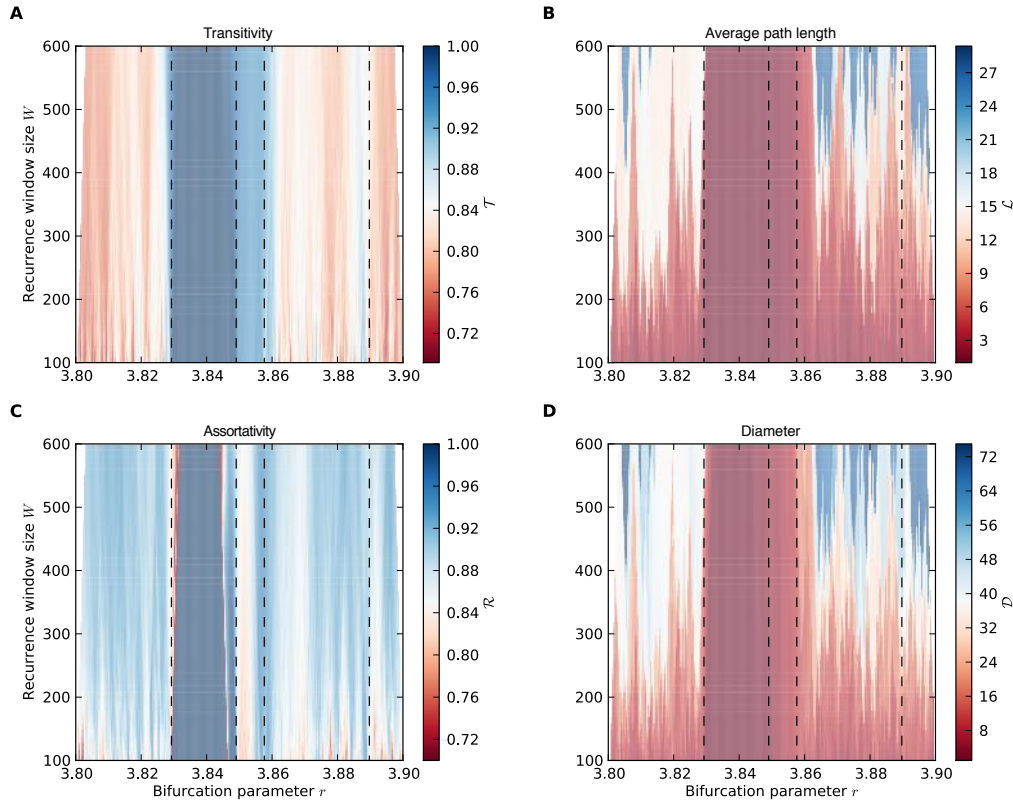 A
Transitivity
600
500
400
300
200
100
Recurrence window size W
3.80 3.82 3.84 3.86 3.88 3.90
1.00
0.96
0.92
0.88
0.84
0.80
0.76
0.72
𝒯
B
Average path length
600
500
400
300
200
100
3.80 3.82 3.84 3.86 3.88 3.90
27
24
21
18
15
12
9
6
3
ℒ
C
Assortativity
600
500
400
300
200
100
Recurrence window size W
3.80 3.82 3.84 3.86 3.88 3.90
Bifurcation parameter r
1.00
0.96
0.92
0.88
0.84
0.80
0.76
0.72
ℛ
D
Diameter
600
500
400
300
200
100
3.80 3.82 3.84 3.86 3.88 3.90
Bifurcation parameter r
72
64
56
48
40
32
24
16
8
𝒟